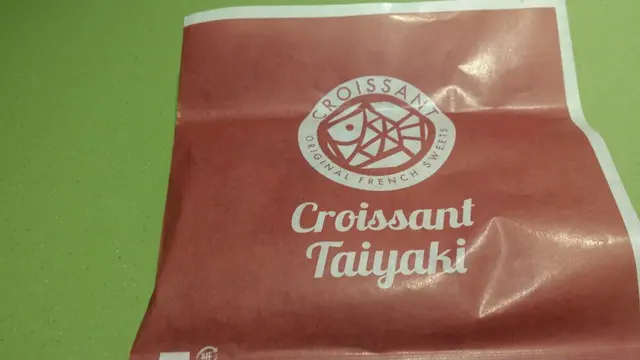 CROISSANT
ORIGINAL FRENCH SWEETS
Croissant
Taiyaki